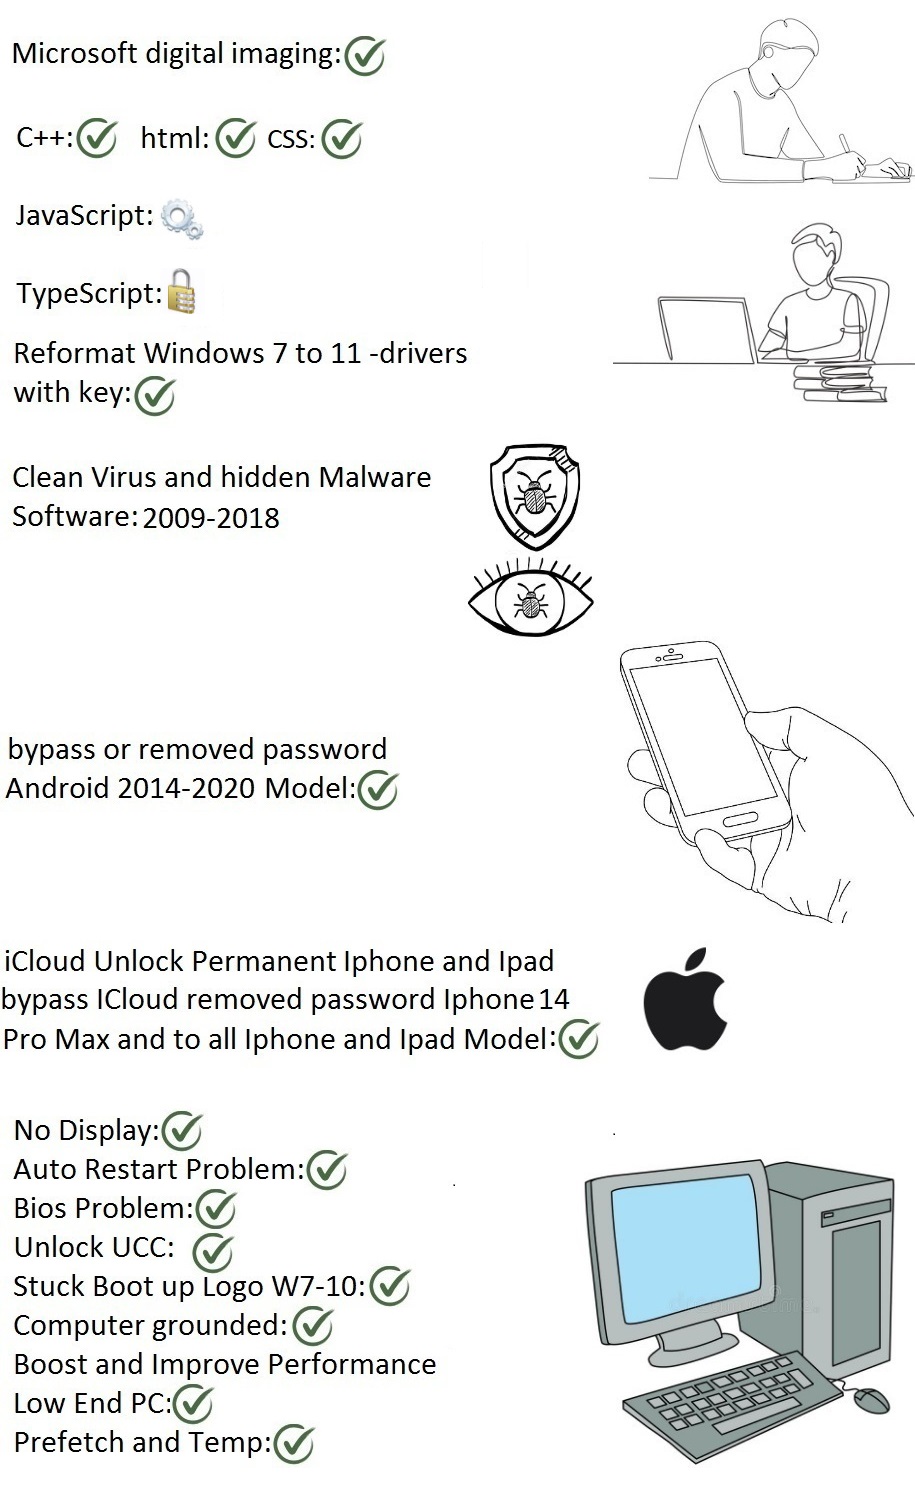 Microsoft digital imaging:
C++: html: CSS:
JavaScript:
TypeScript:
Reformat Windows 7 to 11 -drivers
with key:
Clean Virus and hidden Malware
Software: 2009-2018
bypass or removed password
Android 2014-2020 Model:
iCloud Unlock Permanent Iphone and Ipad
bypass ICloud removed password Iphone 14
Pro Max and to all Iphone and Ipad Model:
No Display:
Auto Restart Problem:
Bios Problem:
Unlock UCC:
Stuck Boot up Logo W7-10:
Computer grounded:
Boost and Improve Performance
Low End PC:
Prefetch and Temp: